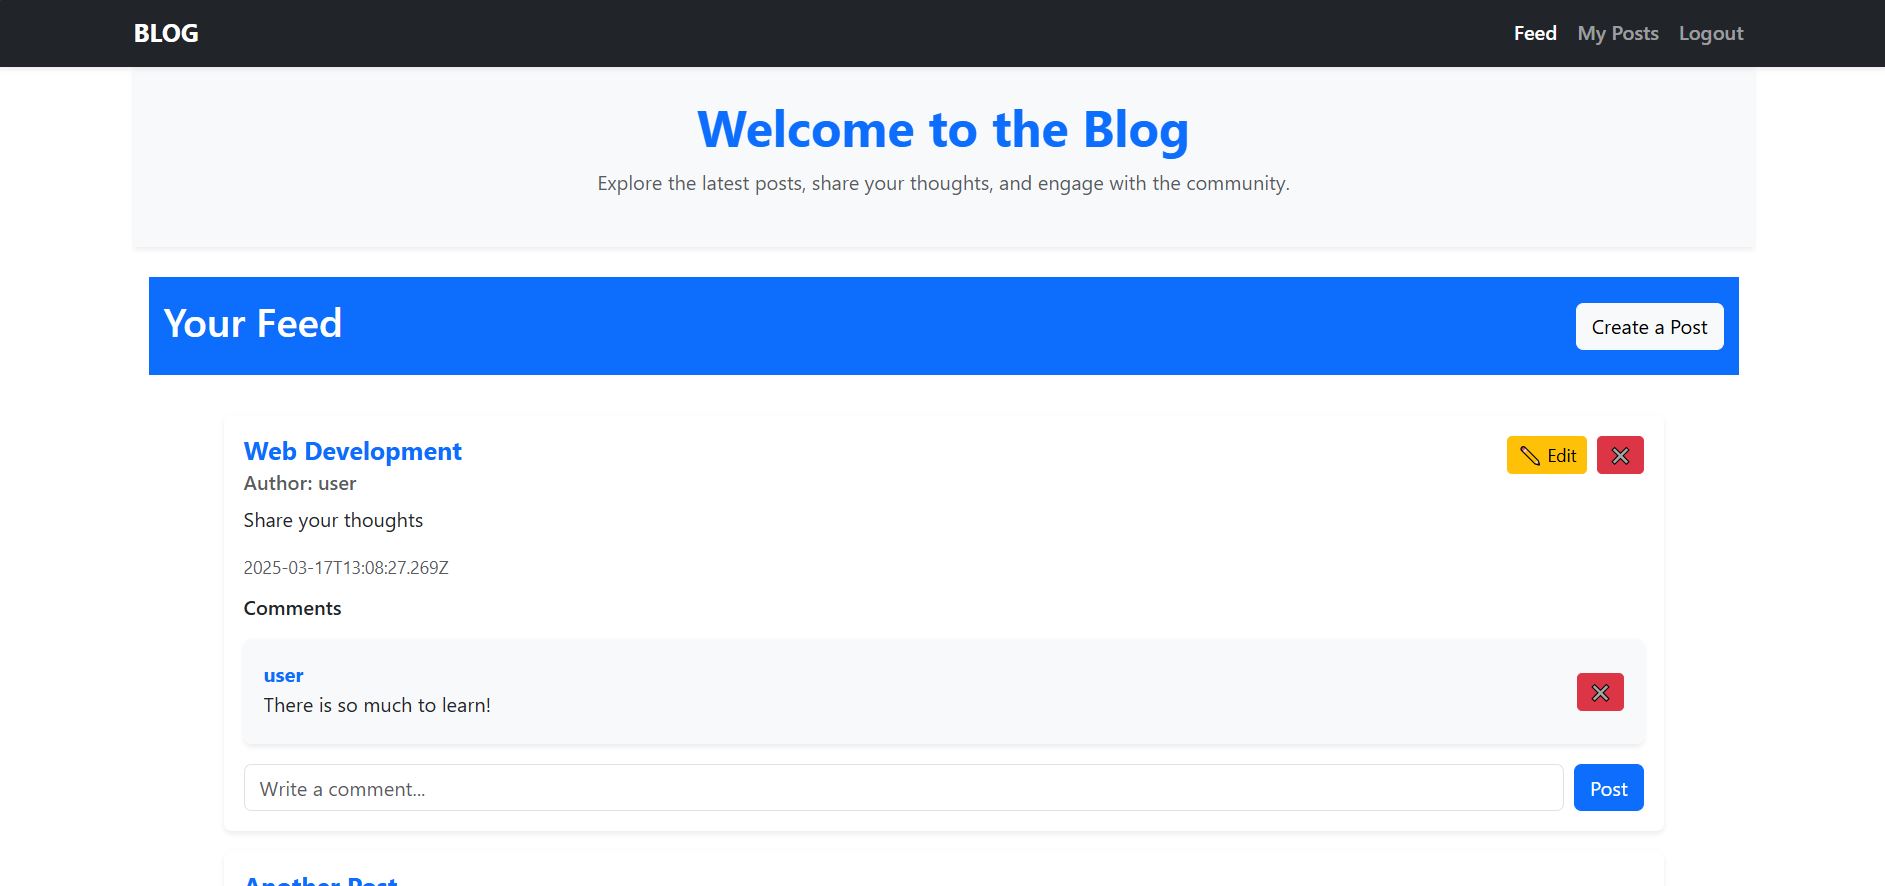 BLOG
Feed My Posts Logout
Welcome to the Blog
Explore the latest posts, share your thoughts, and engage with the community.
Your Feed
Create a Post
Web Development
Edit
Author: user
Share your thoughts
2025-03-17T13:08:27.269Z
Comments
user
There is so much to learn!
Write a comment...
Post
Another Post